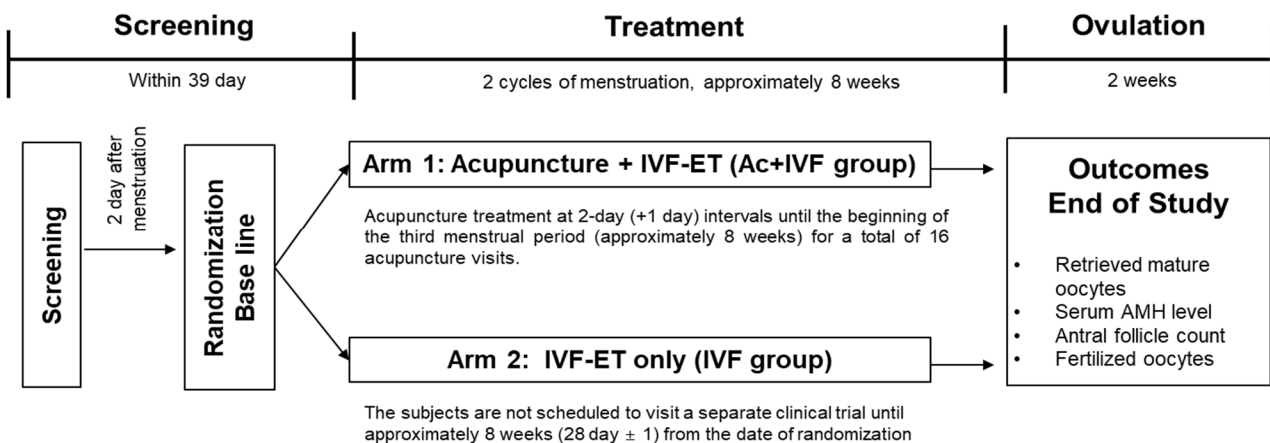 Screening
Treatment
Ovulation
Within 39 day
2 cycles of menstruation, approximately 8 weeks
2 weeks
Screening
2 day after
menstruation
Randomization
Base line
Arm 1: Acupuncture + IVF-ET (Ac+IVF group)
Acupuncture treatment at 2-day (+1 day) intervals until the beginning of
the third menstrual period (approximately 8 weeks) for a total of 16
acupuncture visits.
Arm 2: IVF-ET only (IVF group)
The subjects are not scheduled to visit a separate clinical trial until
approximately 8 weeks (28 day ± 1) from the date of randomization
Outcomes
End of Study
• Retrieved mature
oocytes
• Serum AMH level
• Antral follicle count
• Fertilized oocytes